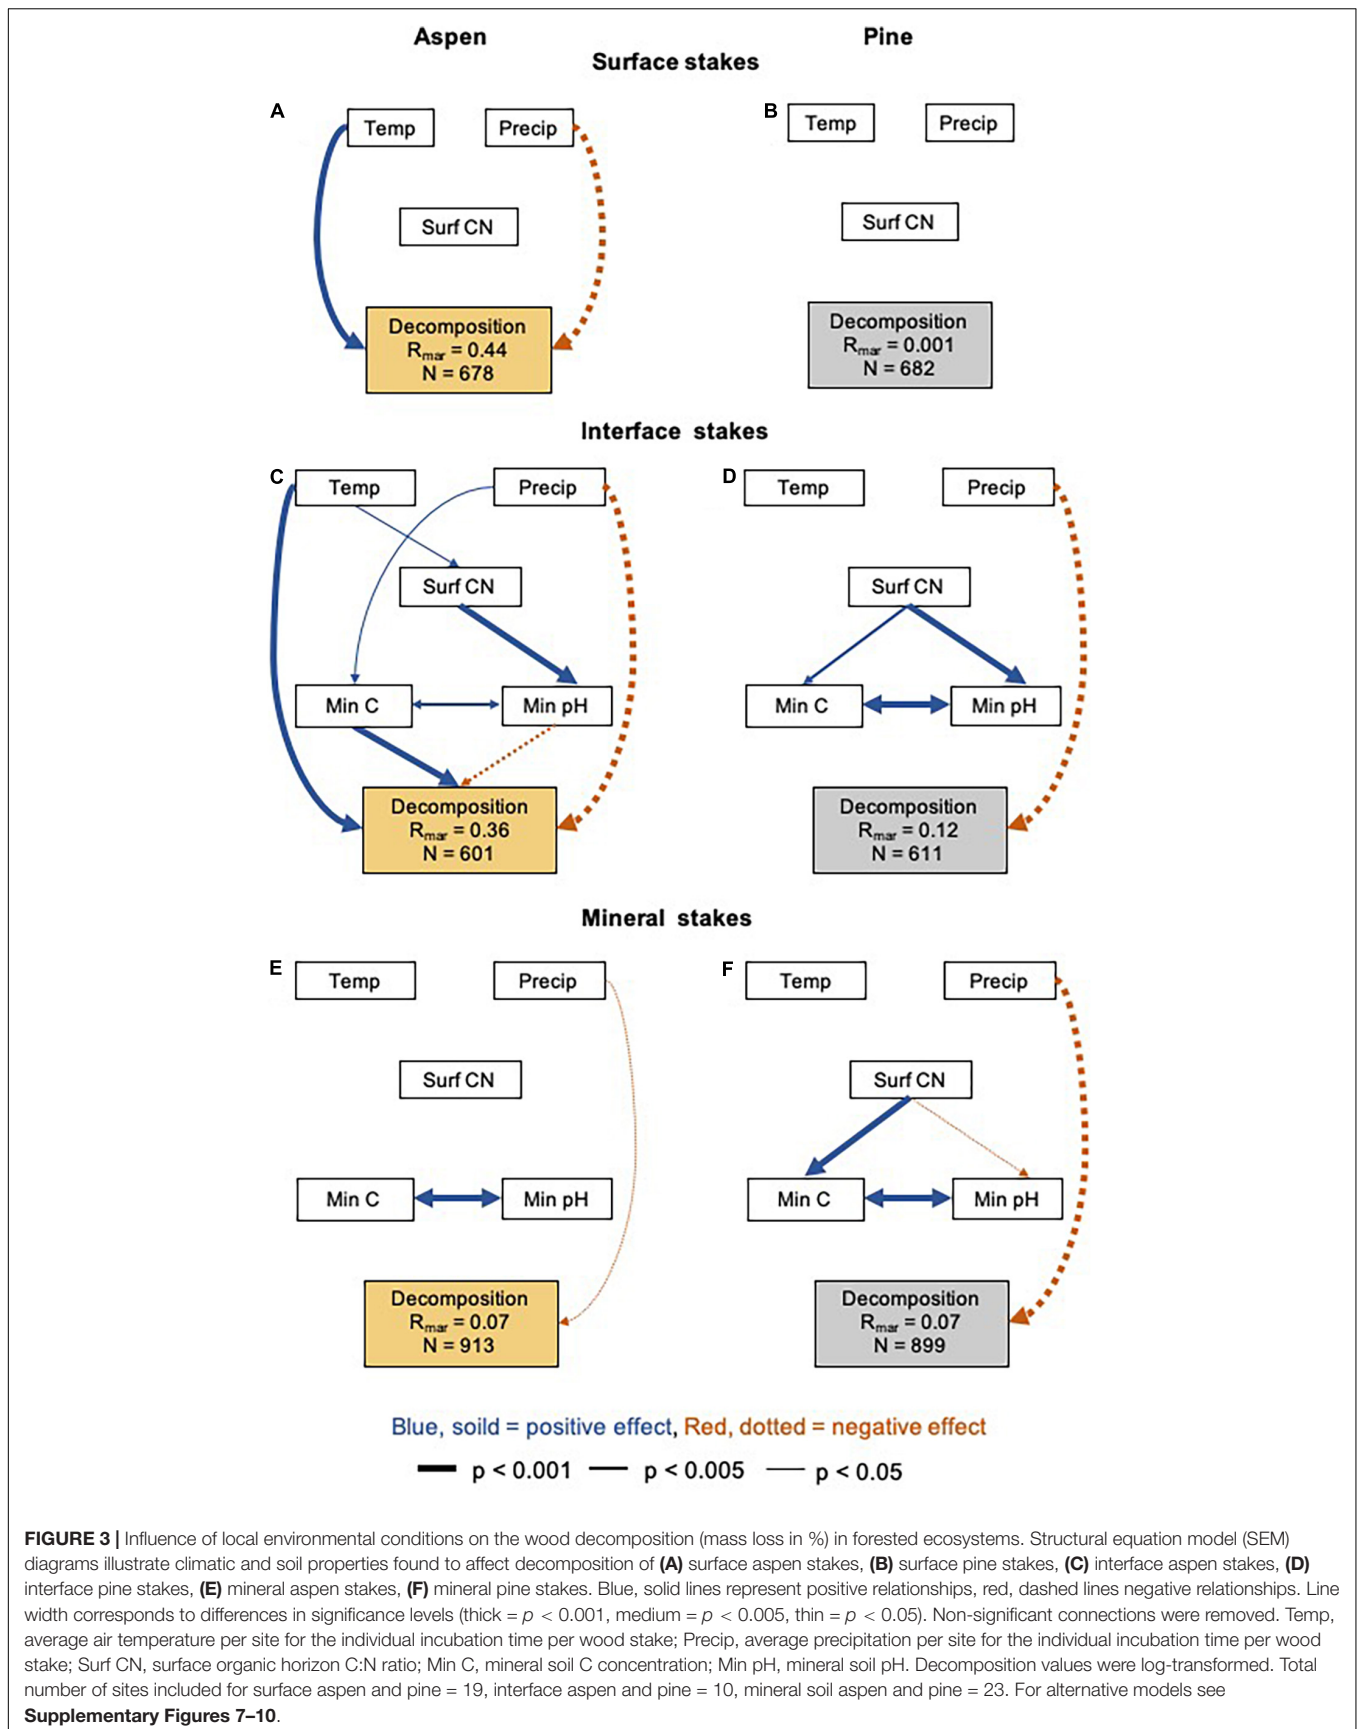 Aspen
Pine
Surface stakes
A
Temp
Precip
B
Temp
Precip
Surf CN
Surf CN
Decomposition
Rmar = 0.44
N = 678
Decomposition
Rmar = 0.001
N = 682
Interface stakes
C
Temp
Precip
D
Temp
Precip
Surf CN
Surf CN
Min C
Min pH
Min C
Min pH
Decomposition
Rmar = 0.36
N = 601
Decomposition
Rmar = 0.12
N = 611
Mineral stakes
E
Temp
Precip
F
Temp
Precip
Surf CN
Surf CN
Min C
Min pH
Min C
Min pH
Decomposition
Rmar = 0.07
N = 913
Decomposition
Rmar = 0.07
N = 899
Blue, soild = positive effect, Red, dotted = negative effect
p < 0.001 p < 0.005 p < 0.05
FIGURE 3 | Influence of local environmental conditions on the wood decomposition (mass loss in %) in forested ecosystems. Structural equation model (SEM)
diagrams illustrate climatic and soil properties found to affect decomposition of (A) surface aspen stakes, (B) surface pine stakes, (C) interface aspen stakes, (D)
interface pine stakes, (E) mineral aspen stakes, (F) mineral pine stakes. Blue, solid lines represent positive relationships, red, dashed lines negative relationships. Line
width corresponds to differences in significance levels (thick = p < 0.001, medium = p < 0.005, thin = p < 0.05). Non-significant connections were removed. Temp,
average air temperature per site for the individual incubation time per wood stake; Precip, average precipitation per site for the individual incubation time per wood
stake; Surf CN, surface organic horizon C:N ratio; Min C, mineral soil C concentration; Min pH, mineral soil pH. Decomposition values were log-transformed. Total
number of sites included for surface aspen and pine = 19, interface aspen and pine = 10, mineral soil aspen and pine = 23. For alternative models see
Supplementary Figures 7–10.